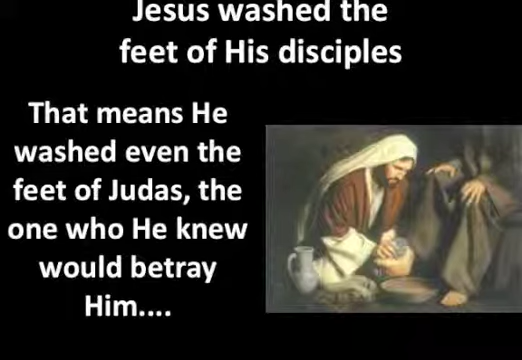 Jesus washed the
feet of His disciples
That means He
washed even the
feet of Judas, the
one who He knew
would betray
Him....